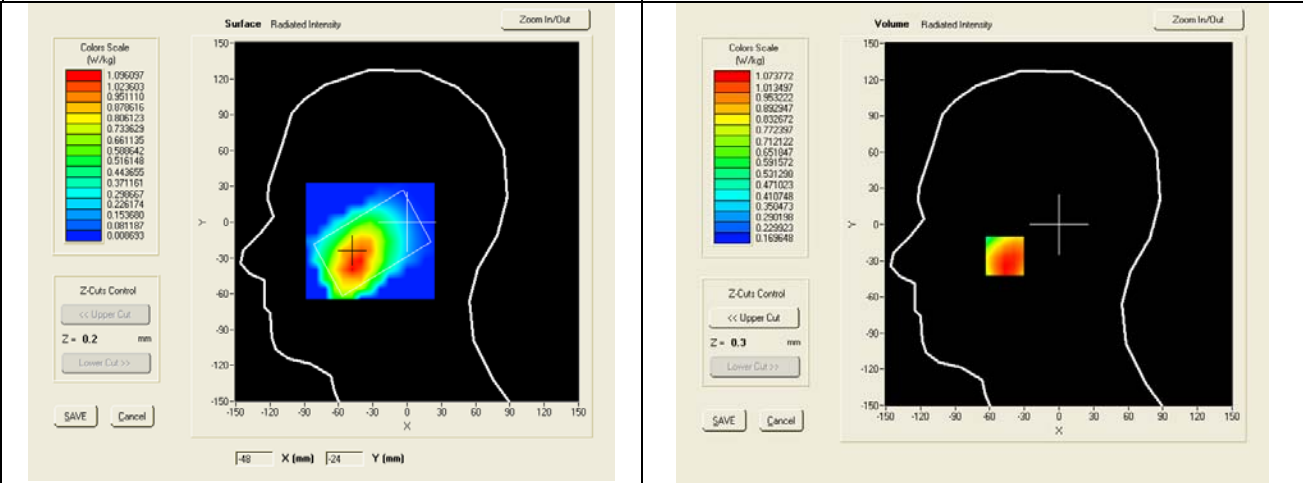 Surface Radiated Intensity
Zoom In/Out
Colors Scale
(W/kg)
1.096097
1.023603
0.951110
0.878616
0.806123
0.733629
0.661135
0.588642
0.516148
0.443655
0.371161
0.298667
0.226174
0.153680
0.081187
0.008693
Z-Cuts Control
<< Upper Cut
Z = 0.2 mm
Lower Cut >>
SAVE
Cancel
150
120
90
60
30
0
-30
-60
-90
-120
-150
Y
-150 -120 -90 -60 -30 0 30 60 90 120 150
X
-48 X (mm) -24 Y (mm)
Volume Radiated Intensity
Zoom In/Out
Colors Scale
(W/kg)
1.073772
1.013497
0.953222
0.892947
0.832672
0.772397
0.712122
0.651847
0.591572
0.531298
0.471023
0.410748
0.350473
0.290198
0.229923
0.169648
Z-Cuts Control
<< Upper Cut
Z = 0.3 mm
Lower Cut >>
SAVE
Cancel
150
120
90
60
30
0
-30
-60
-90
-120
-150
Y
-150 -120 -90 -60 -30 0 30 60 90 120 150
X